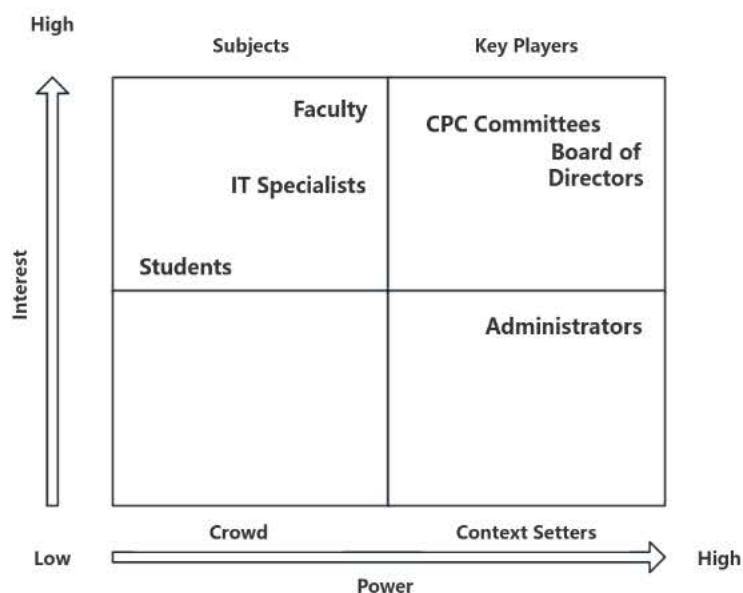 High
Subjects
Key Players
Faculty
CPC Committees
Board of
Directors
IT Specialists
Students
Interest
Administrators
Crowd
Context Setters
Low
High
Power